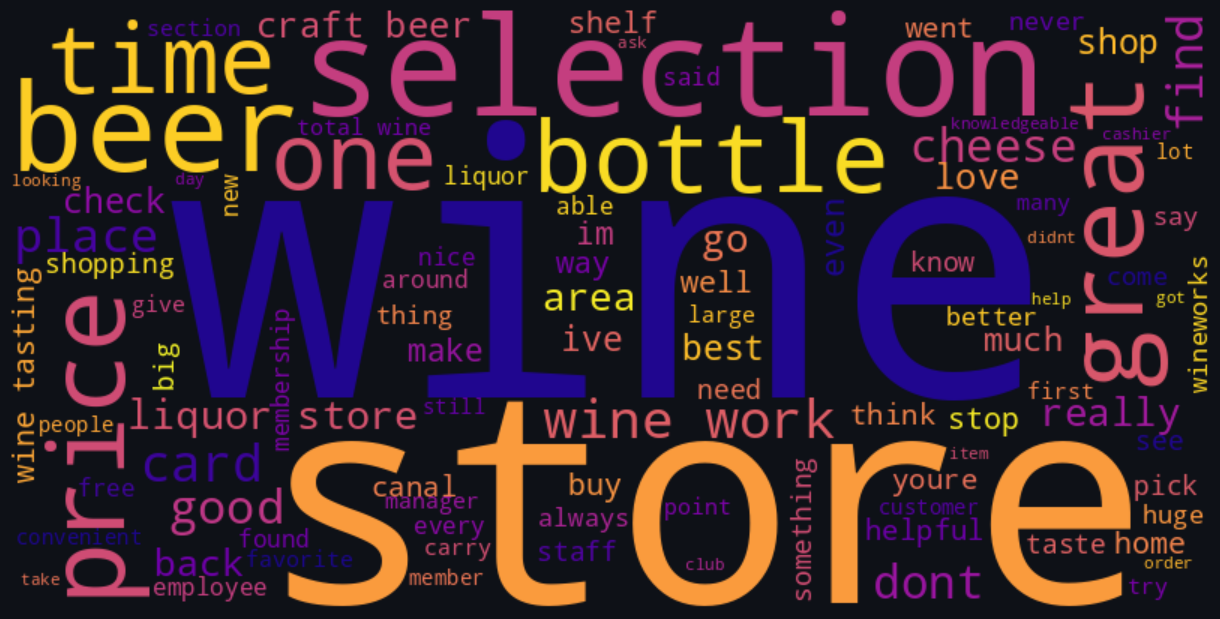 section
craft beer
shelf
ask
went
never
shop
find
time
selection
said
beer
total wine
one
bottle
knowledgeable
cashier
cheese
lot
great
looking
day
new
liquor
love
check
able
even
many
say
place
im
go
didnt
wine
shopping
nice
way
know
come
wine tasting
around
well
area
help
got
wineworks
price
give
thing
large
better
big
membership
make
ive
best
much
need
first
people
liquor store
still
wine work
think
stop
really
see
card
store
item
free
canal
buy
something
youre
pick
good
manager
point
customer
huge
every
always
helpful
convenient
found
carry
staff
taste
home
back
favorite
club
order
take
employee
member
dont
try